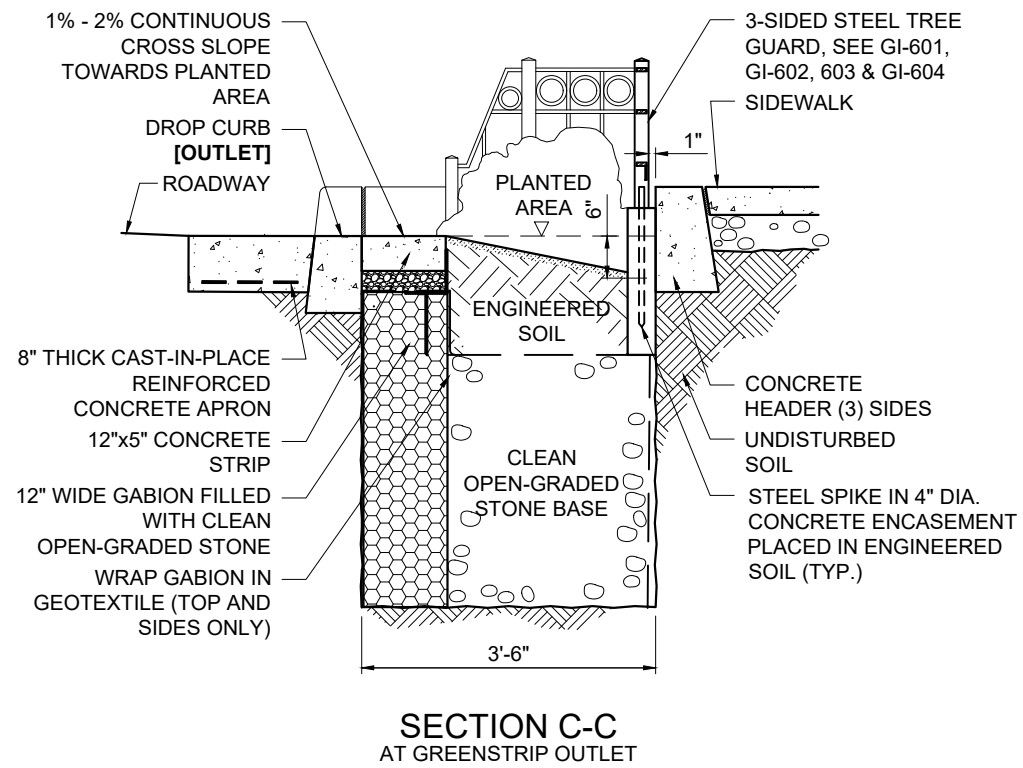 1% - 2% CONTINUOUS
CROSS SLOPE
TOWARDS PLANTED
AREA
DROP CURB
[OUTLET]
ROADWAY
8" THICK CAST-IN-PLACE
REINFORCED
CONCRETE APRON
12"x5" CONCRETE
STRIP
12" WIDE GABION FILLED
WITH CLEAN
OPEN-GRADED STONE
WRAP GABION IN
GEOTEXTILE (TOP AND
SIDES ONLY)
PLANTED
AREA
6"
1"
ENGINEERED
SOIL
CLEAN
OPEN-GRADED
STONE BASE
3'-6"
3-SIDED STEEL TREE
GUARD, SEE GI-601,
GI-602, 603 & GI-604
SIDEWALK
CONCRETE
HEADER (3) SIDES
UNDISTURBED
SOIL
STEEL SPIKE IN 4" DIA.
CONCRETE ENCASEMENT
PLACED IN ENGINEERED
SOIL (TYP.)
SECTION C-C
AT GREENSTRIP OUTLET